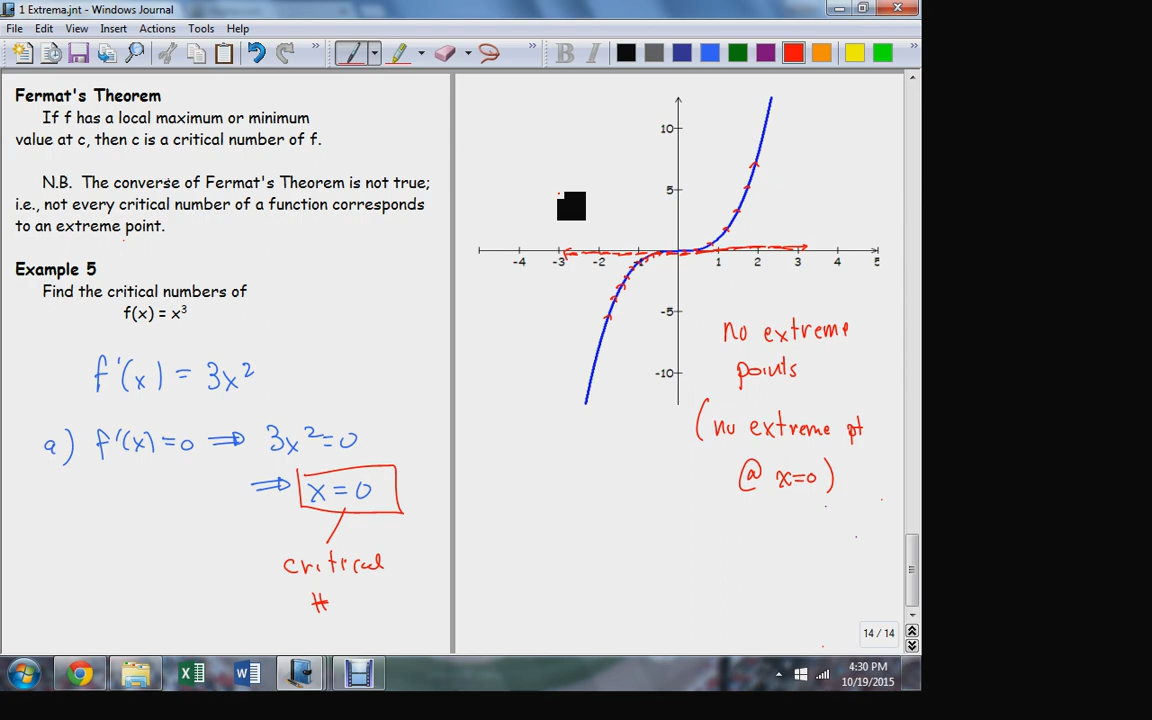 1 Extrema.jnt - Windows Journal
File Edit View Insert Actions Tools Help
» » B I »
Fermat's Theorem
If f has a local maximum or minimum
value at c, then c is a critical number of f.
N.B. The converse of Fermat's Theorem is not true;
i.e., not every critical number of a function corresponds
to an extreme point.
Example 5
Find the critical numbers of
f(x) = x³
f'(x) = 3x²
a) f'(x)=0 ⇒ 3x²=0
⇒ x = 0
critical
#
10
5
-4 -3 -2 -1 1 2 3 4 5
-5
-10
no extreme
points
(no extreme pt
@ x=0)
14 / 14
4:30 PM
10/19/2015